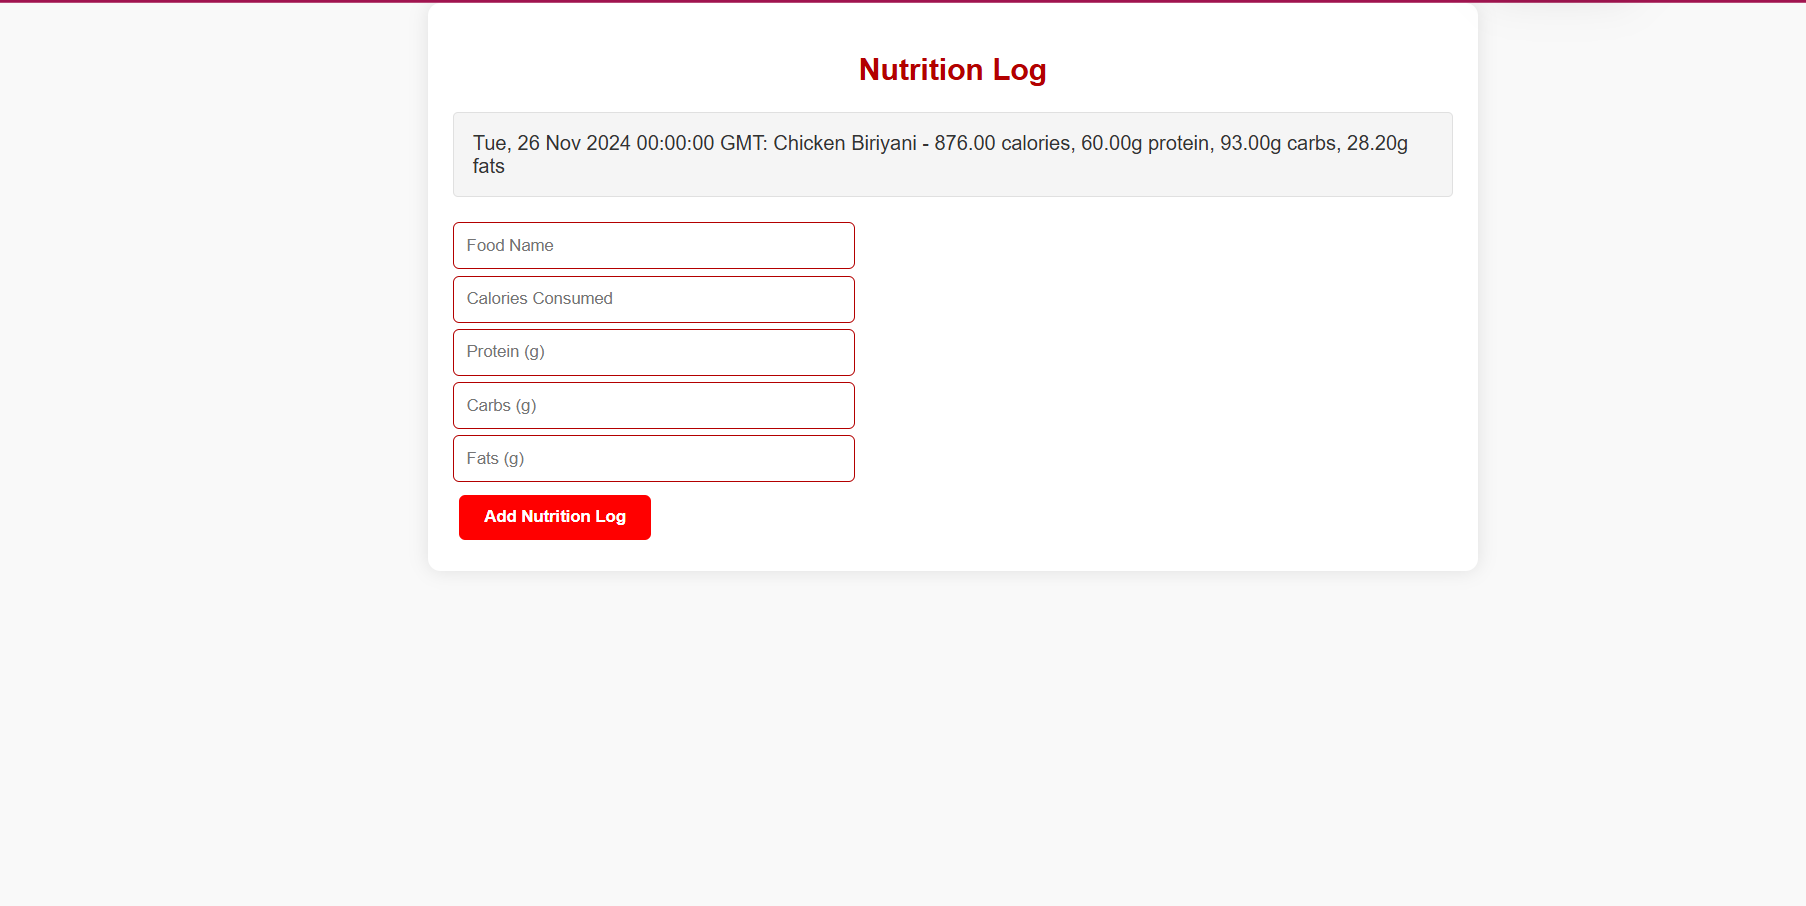 Nutrition Log
Tue, 26 Nov 2024 00:00:00 GMT: Chicken Biriyani - 876.00 calories, 60.00g protein, 93.00g carbs, 28.20g
fats
Food Name
Calories Consumed
Protein (g)
Carbs (g)
Fats (g)
Add Nutrition Log